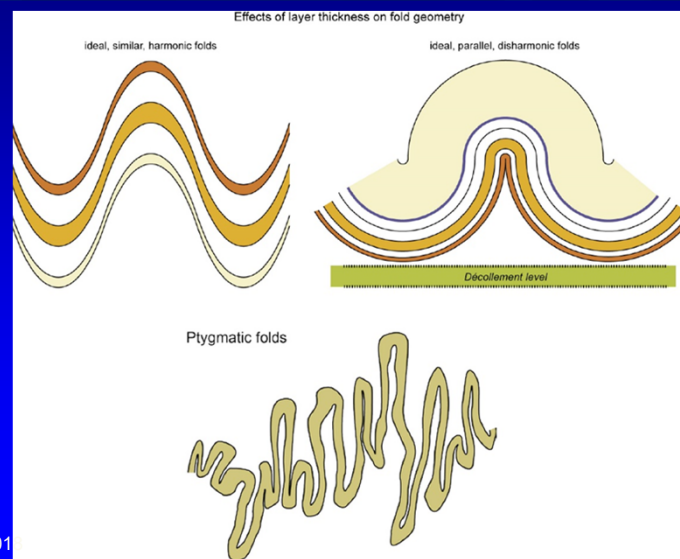 Effects of layer thickness on fold geometry
ideal, similar, harmonic folds
ideal, parallel, disharmonic folds
Décollement level
Ptygmatic folds